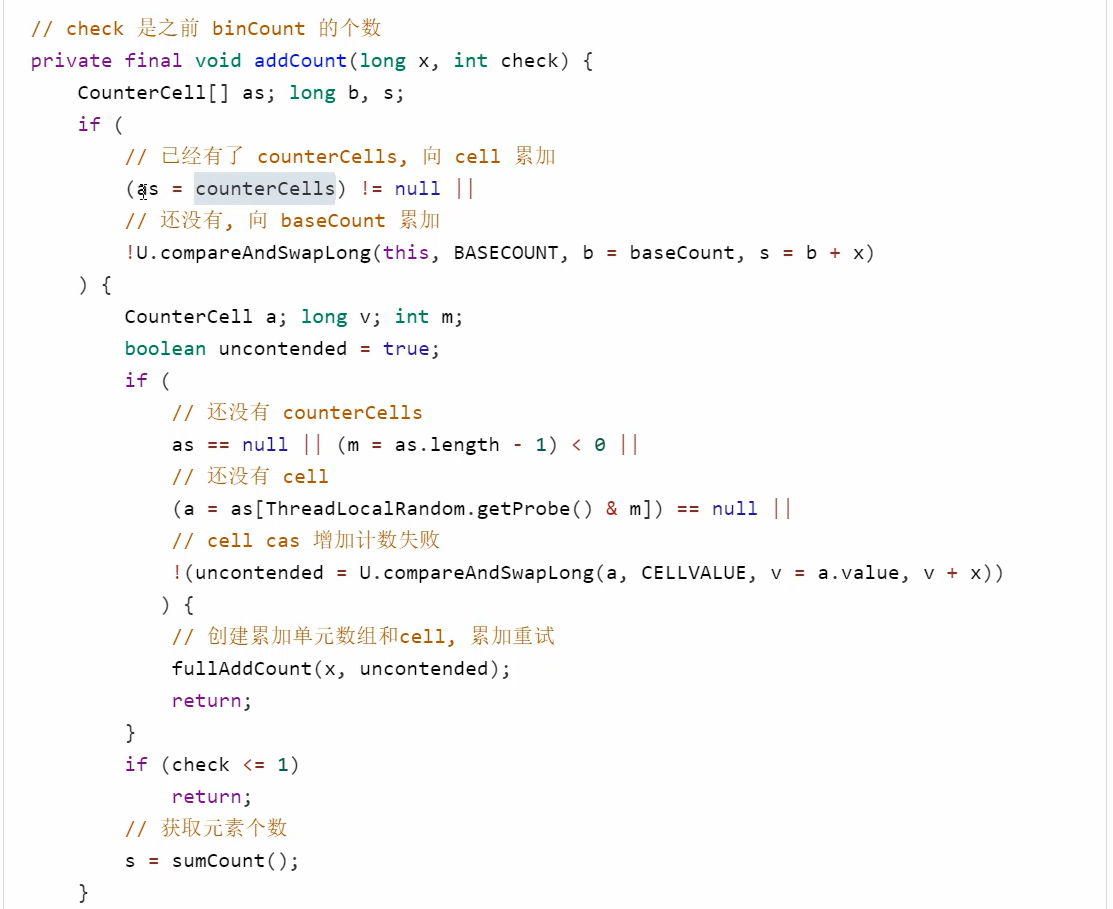 // check 是之前 binCount 的个数
private final void addCount(long x, int check) {
    CounterCell[] as; long b, s;
    if (
        // 已经有了 counterCells, 向 cell 累加
        (as = counterCells) != null ||
        // 还没有, 向 baseCount 累加
        !U.compareAndSwapLong(this, BASECOUNT, b = baseCount, s = b + x)
    ) {
        CounterCell a; long v; int m;
        boolean uncontended = true;
        if (
            // 还没有 counterCells
            as == null || (m = as.length - 1) < 0 ||
            // 还没有 cell
            (a = as[ThreadLocalRandom.getProbe() & m]) == null ||
            // cell cas 增加计数失败
            !(uncontended = U.compareAndSwapLong(a, CELLVALUE, v = a.value, v + x))
           ) {
            // 创建累加单元数组和cell, 累加重试
            fullAddCount(x, uncontended);
            return;
        }
        if (check <= 1)
            return;
        // 获取元素个数
        s = sumCount();
    }